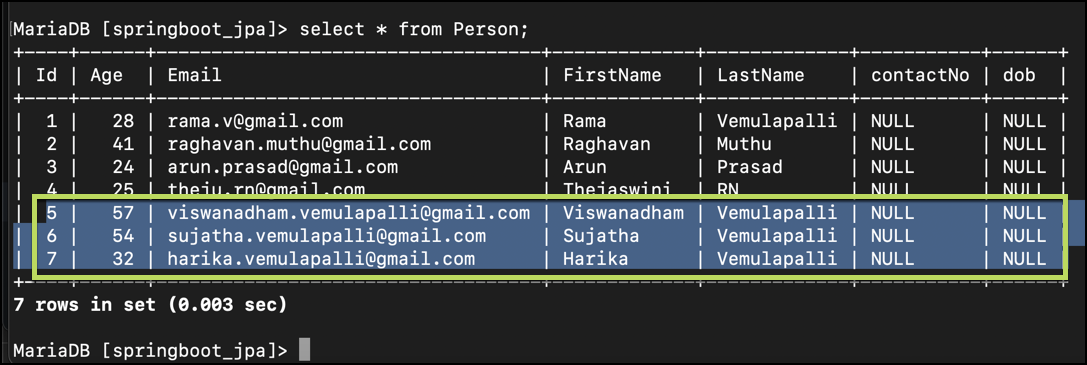 MariaDB [springboot_jpa]> select * from Person;
+----+------+--------------------------------+------------+-------------+-----------+------+
| Id | Age  | Email                          | FirstName  | LastName    | contactNo | dob  |
+----+------+--------------------------------+------------+-------------+-----------+------+
|  1 |   28 | rama.v@gmail.com               | Rama       | Vemulapalli | NULL      | NULL |
|  2 |   41 | raghavan.muthu@gmail.com       | Raghavan   | Muthu       | NULL      | NULL |
|  3 |   24 | arun.prasad@gmail.com          | Arun       | Prasad      | NULL      | NULL |
|  4 |   25 | theju.rn@gmail.com             | Thejaswini | RN          | NULL      | NULL |
|  5 |   57 | viswanadham.vemulapalli@gmail.com | Viswanadham | Vemulapalli | NULL      | NULL |
|  6 |   54 | sujatha.vemulapalli@gmail.com  | Sujatha    | Vemulapalli | NULL      | NULL |
|  7 |   32 | harika.vemulapalli@gmail.com   | Harika     | Vemulapalli | NULL      | NULL |
+----+------+--------------------------------+------------+-------------+-----------+------+
7 rows in set (0.003 sec)
MariaDB [springboot_jpa]>